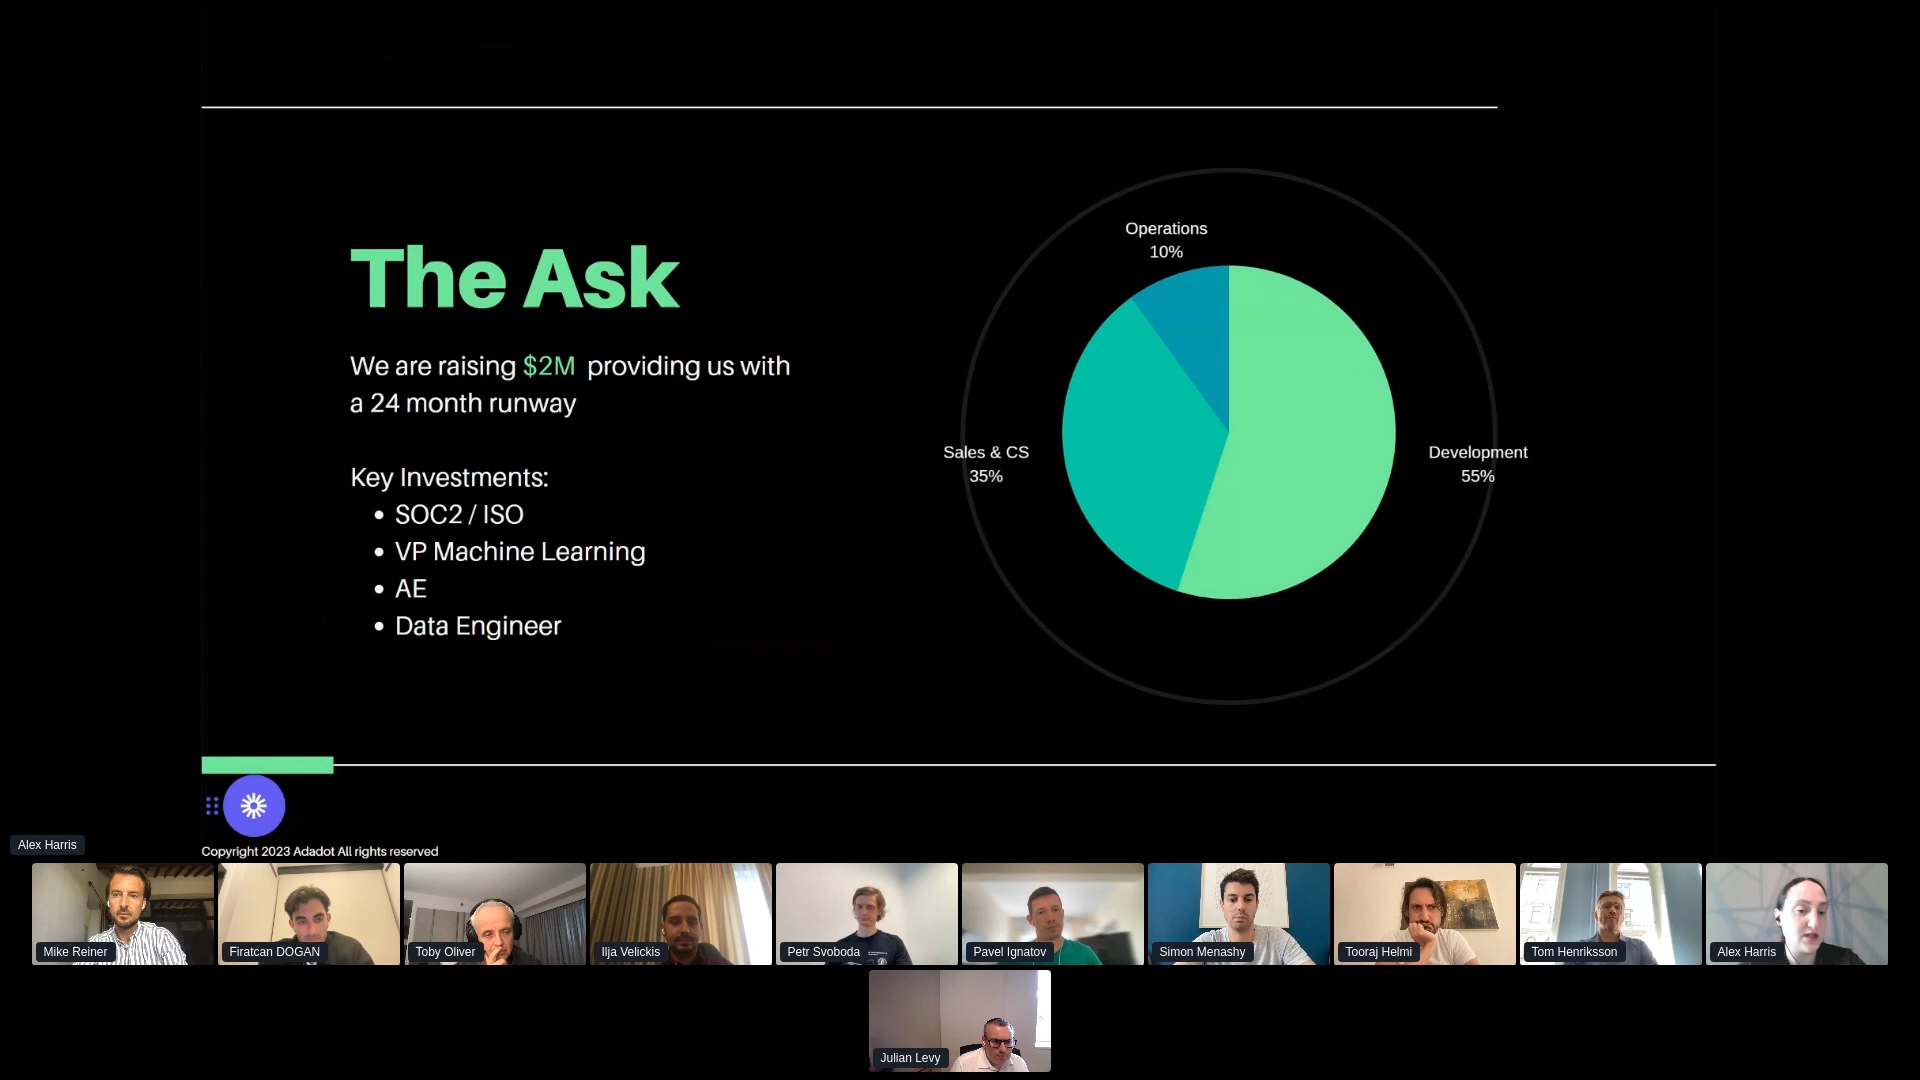 The Ask
We are raising $2M providing us with
a 24 month runway
Key Investments:
• SOC2 / ISO
• VP Machine Learning
• AE
• Data Engineer
Operations
10%
Sales & CS
35%
Development
55%
Alex Harris
Copyright 2023 Adadot All rights reserved
Mike Reiner
Firatcan DOGAN
Toby Oliver
Ilja Velickis
Petr Svoboda
Pavel Ignatov
Simon Menashy
Tooraj Helmi
Tom Henriksson
Alex Harris
Julian Levy